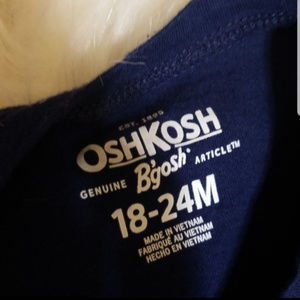 EST. 1895
OSHKOSH
GENUINE B'gosh® ARTICLE™
18-24M
MADE IN VIETNAM
FABRIQUÉ AU VIETNAM
HECHO EN VIETNAM